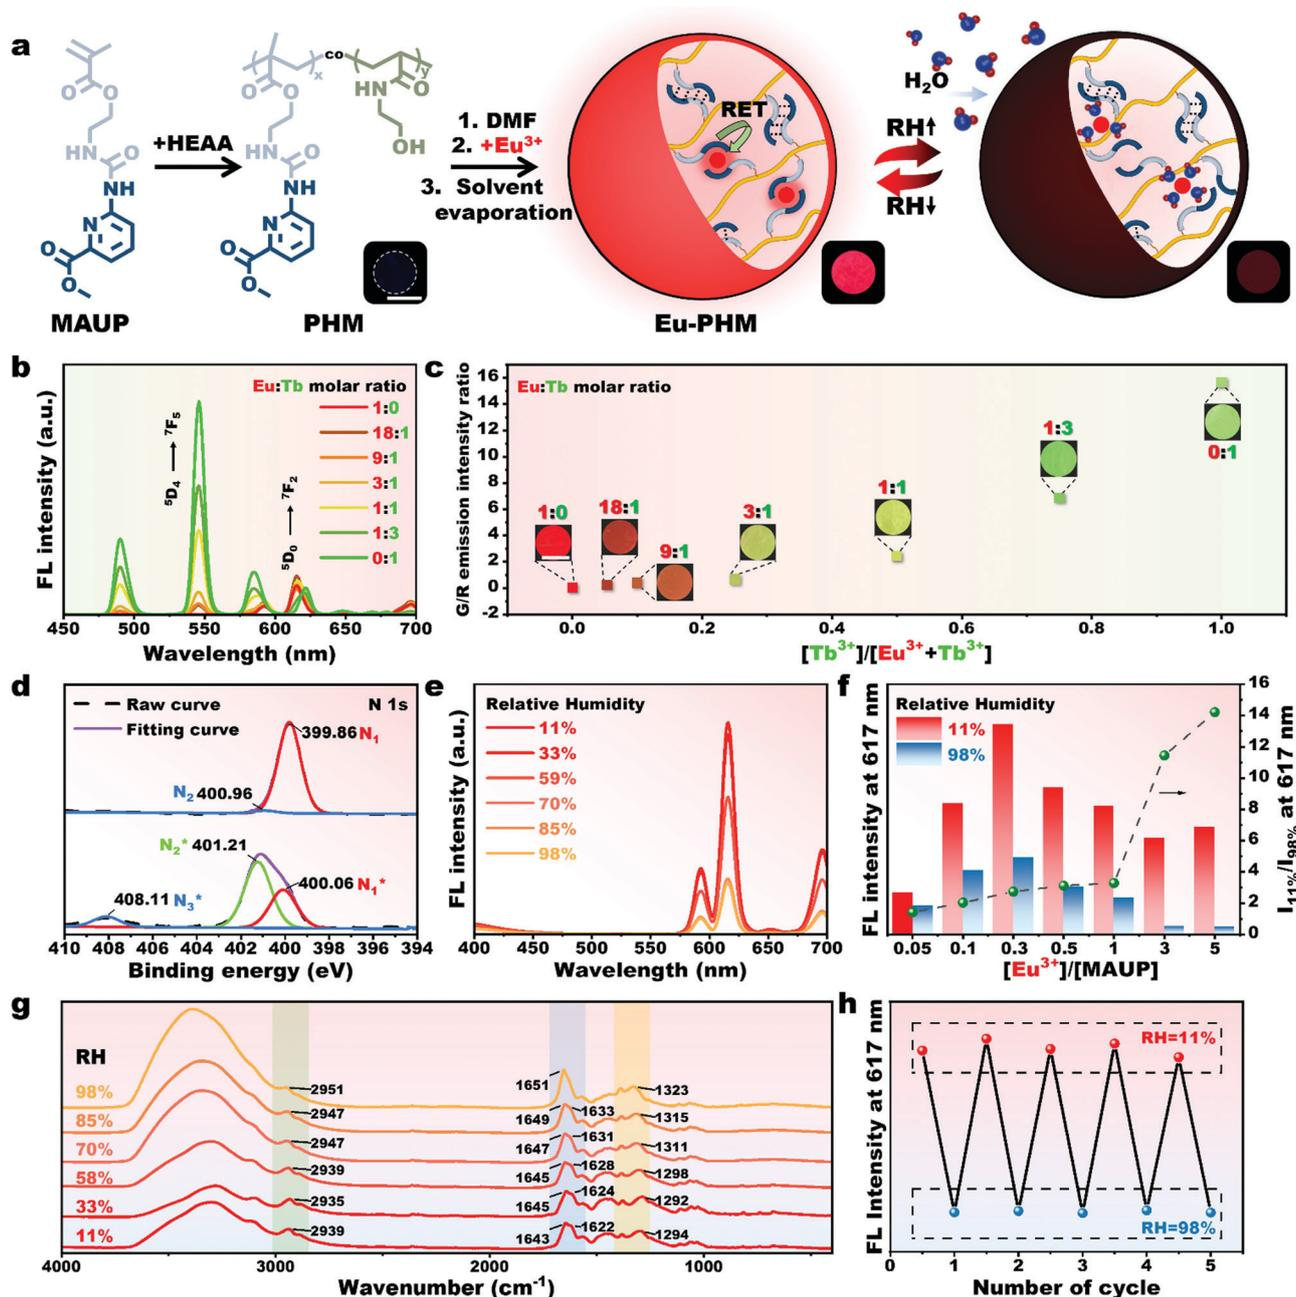 a
MAUP
+HEAA
co
x
y
O
O
HN
O
NH
N
O
O
O
O
HN
O
OH
HN
O
NH
N
O
O
PHM
1. DMF
2. +Eu³⁺
3. Solvent
evaporation
RET
Eu-PHM
H₂O
RH↑
RH↓
b
FL intensity (a.u.)
Eu:Tb molar ratio
1:0
18:1
9:1
3:1
1:1
1:3
0:1
⁵D₄ → ⁷F₅
⁵D₀ → ⁷F₂
450 500 550 600 650 700
Wavelength (nm)
c
G/R emission intensity ratio
16
14
12
10
8
6
4
2
0
-2
Eu:Tb molar ratio
1:0
18:1
9:1
3:1
1:1
1:3
0:1
0.0 0.2 0.4 0.6 0.8 1.0
[Tb³⁺]/[Eu³⁺+Tb³⁺]
d
Raw curve
Fitting curve
N 1s
399.86 N₁
N₂ 400.96
N₂* 401.21
400.06 N₁*
408.11 N₃*
410 408 406 404 402 400 398 396 394
Binding energy (eV)
e
FL intensity (a.u.)
Relative Humidity
11%
33%
59%
70%
85%
98%
400 450 500 550 600 650 700
Wavelength (nm)
f
FL intensity at 617 nm
Relative Humidity
11%
98%
16
14
12
10
8
6
4
2
0
I₁₁%/I₉₈% at 617 nm
0.05 0.1 0.3 0.5 1 3 5
[Eu³⁺]/[MAUP]
g
RH
98%
85%
70%
58%
33%
11%
2951
2947
2947
2939
2935
2939
1651
1649
1647
1645
1645
1643
1633
1631
1628
1624
1622
1323
1315
1311
1298
1292
1294
4000 3000 2000 1000
Wavenumber (cm⁻¹)
h
FL Intensity at 617 nm
RH=11%
RH=98%
0 1 2 3 4 5
Number of cycle